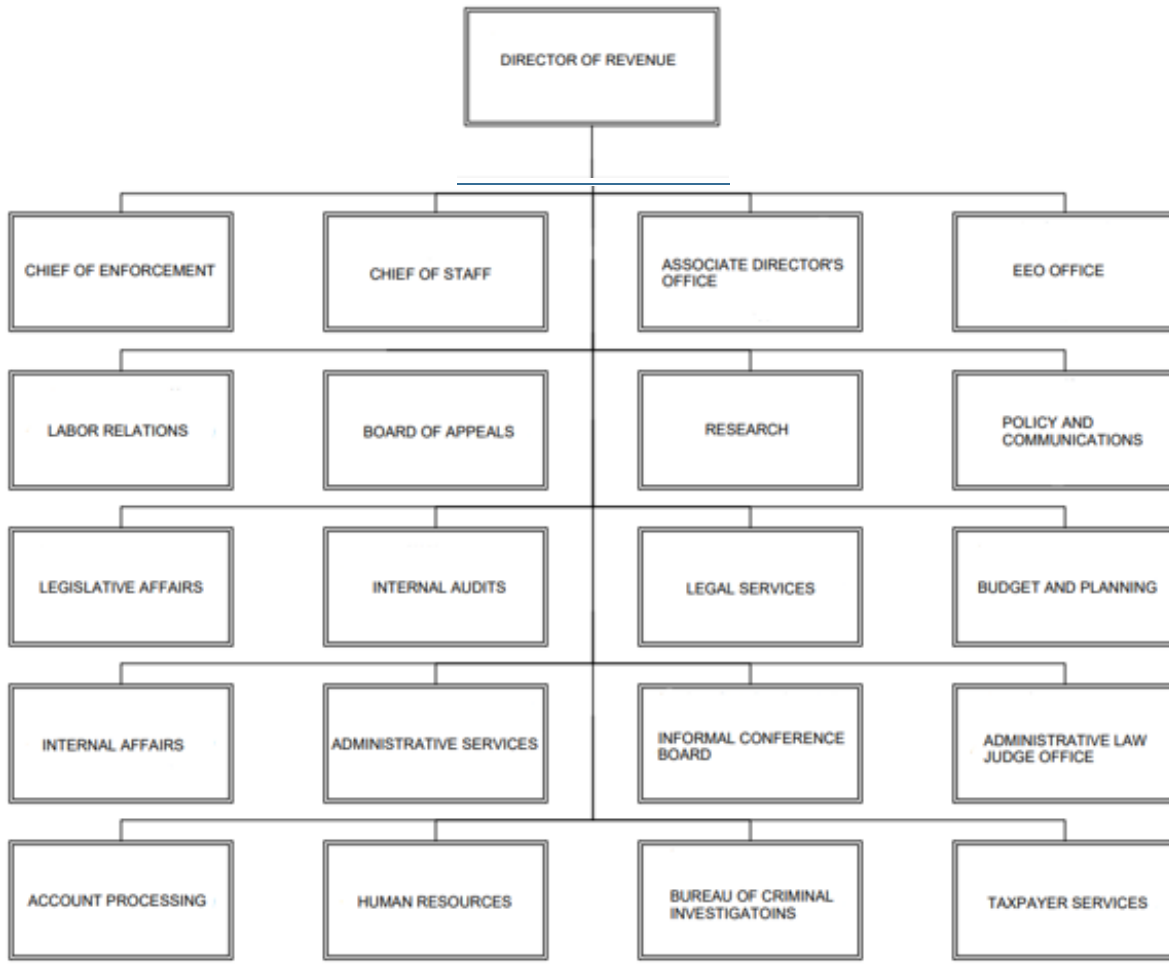 DIRECTOR OF REVENUE
CHIEF OF ENFORCEMENT
CHIEF OF STAFF
ASSOCIATE DIRECTOR'S
OFFICE
EEO OFFICE
LABOR RELATIONS
BOARD OF APPEALS
RESEARCH
POLICY AND
COMMUNICATIONS
LEGISLATIVE AFFAIRS
INTERNAL AUDITS
LEGAL SERVICES
BUDGET AND PLANNING
INTERNAL AFFAIRS
ADMINISTRATIVE SERVICES
INFORMAL CONFERENCE
BOARD
ADMINISTRATIVE LAW
JUDGE OFFICE
ACCOUNT PROCESSING
HUMAN RESOURCES
BUREAU OF CRIMINAL
INVESTIGATOINS
TAXPAYER SERVICES